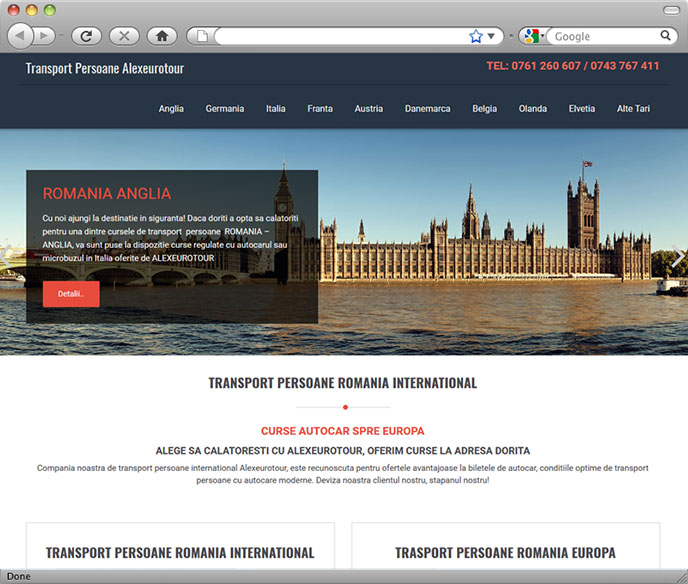 Google
Transport Persoane Alexeurotour
TEL: 0761 260 607 / 0743 767 411
Anglia Germania Italia Franta Austria Danemarca Belgia Olanda Elvetia Alte Tari
ROMANIA ANGLIA
Cu noi ajungi la destinatie in siguranta! Daca doriti a opta sa calatoriti
pentru una dintre cursele de transport persoane ROMANIA –
ANGLIA, va sunt puse la dispozitie curse regulate cu autocarul sau
microbuzul in Italia oferite de ALEXEUROTOUR
Detalii..
TRANSPORT PERSOANE ROMANIA INTERNATIONAL
CURSE AUTOCAR SPRE EUROPA
ALEGE SA CALATORESTI CU ALEXEUROTOUR, OFERIM CURSE LA ADRESA DORITA
Compania noastra de transport persoane international Alexeurotour, este recunoscuta pentru ofertele avantajoase la biletele de autocar, conditiile optime de transport
persoane cu autocare moderne. Deviza noastra clientul nostru, stapanul nostru!
TRANSPORT PERSOANE ROMANIA INTERNATIONAL
TRASPORT PERSOANE ROMANIA EUROPA
Done